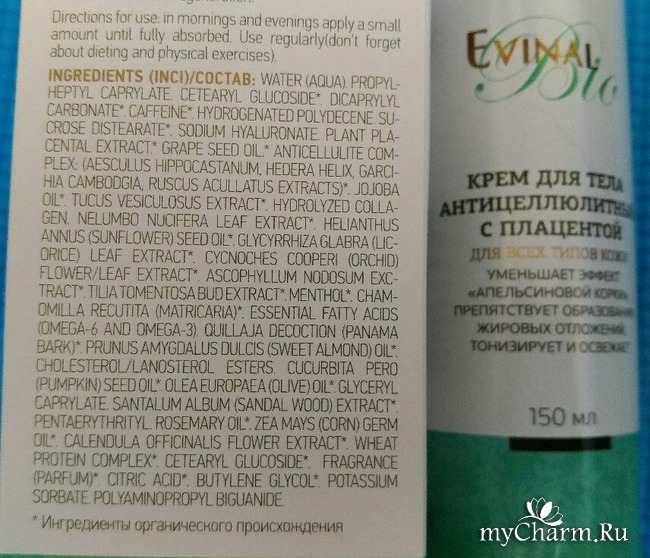 Directions for use: in mornings and evenings apply a small
amount until fully absorbed. Use regularly(don't forget
about dieting and physical exercises).
INGREDIENTS (INCI)/СОСТАВ: WATER (AQUA). PROPYL-
HEPTYL CAPRYLATE. CETEARYL GLUCOSIDE*. DICAPRYLYL
CARBONATE*. CAFFEINE*. HYDROGENATED POLYDECENE. SU-
CROSE DISTEARATE*. SODIUM HYALURONATE. PLANT PLA-
CENTAL EXTRACT.* GRAPE SEED OIL.* ANTICELLULITE COM-
PLEX: (AESCULUS HIPPOCASTANUM, HEDERA HELIX, GARCI-
HIA CAMBODGIA, RUSCUS ACULLATUS EXTRACTS)*. JOJOBA
OIL*. TUCUS VESICULOSUS EXTRACT*. HYDROLYZED COLLA-
GEN. NELUMBO NUCIFERA LEAF EXTRACT*. HELIANTHUS
ANNUS (SUNFLOWER) SEED OIL*. GLYCYRRHIZA GLABRA (LIC-
ORICE) LEAF EXTRACT*. CYCNOCHES COOPERI (ORCHID)
FLOWER/LEAF EXTRACT*. ASCOPHYLLUM NODOSUM EXC-
TRACT*. TILIA TOMENTOSA BUD EXTRACT*. MENTHOL*. CHAM-
OMILLA RECUTITA (MATRICARIA)*. ESSENTIAL FATTY ACIDS
(OMEGA-6 AND OMEGA-3). QUILLAJA DECOCTION (PANAMA
BARK)*. PRUNUS AMYGDALUS DULCIS (SWEET ALMOND) OIL*.
CHOLESTEROL/LANOSTEROL ESTERS. CUCURBITA PERO
(PUMPKIN) SEED OIL* OLEA EUROPAEA (OLIVE) OIL*. GLYCERYL
CAPRYLATE. SANTALUM ALBUM (SANDAL WOOD) EXTRACT*.
PENTAERYTHRITYL. ROSEMARY OIL*. ZEA MAYS (CORN) GERM
OIL*. CALENDULA OFFICINALIS FLOWER EXTRACT*. WHEAT
PROTEIN COMPLEX*. CETEARYL GLUCOSIDE*. FRAGRANCE
(PARFUM)*. CITRIC ACID*. BUTYLENE GLYCOL* POTASSIUM
SORBATE. POLYAMINOPROPYL BIGUANIDE.
* Ингредиенты органического происхождения
EVINAL
Bio
КРЕМ ДЛЯ ТЕЛА
АНТИЦЕЛЛЮЛИТНЫЙ
С ПЛАЦЕНТОЙ
ДЛЯ ВСЕХ ТИПОВ КОЖИ
УМЕНЬШАЕТ ЭФФЕКТ
«АПЕЛЬСИНОВОЙ КОРКИ»
ПРЕПЯТСТВУЕТ
ЖИРОВЫХ ОТЛОЖЕНИЙ
ТОНИЗИРУЕТ И ОСВЕЖАЕТ
150 МЛ
myCharm.Ru